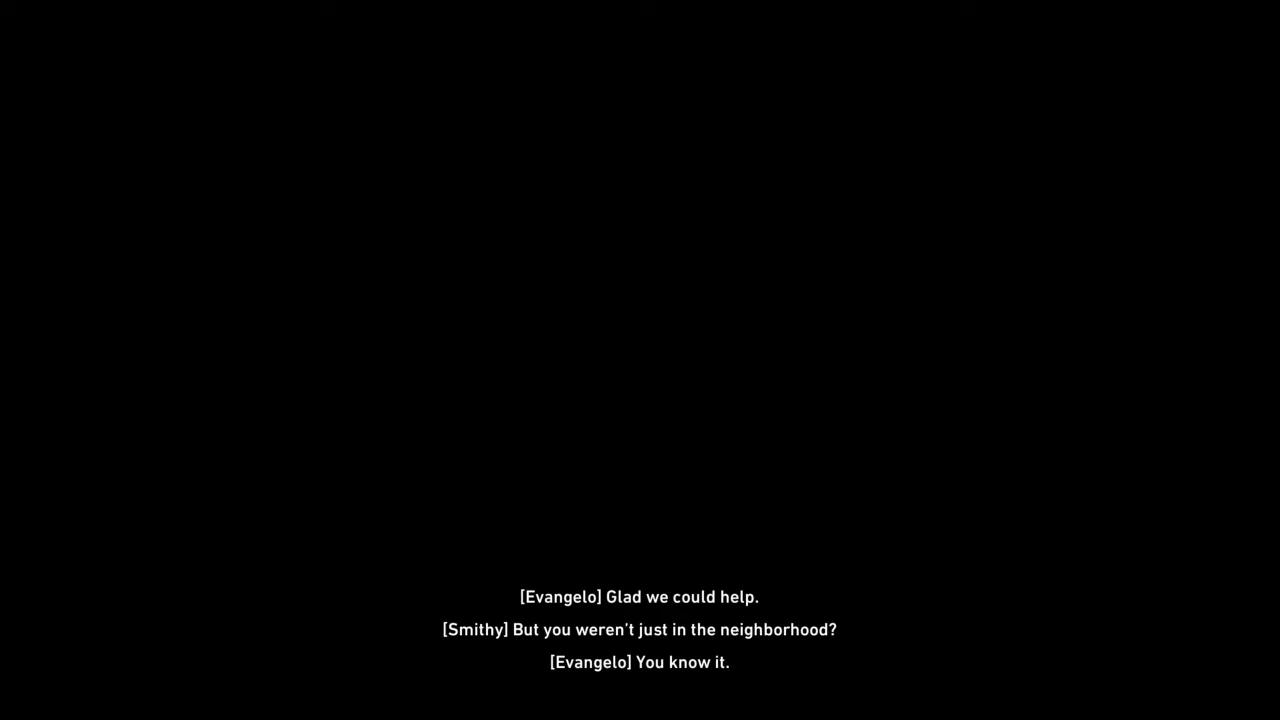 [Evangelo] Glad we could help.
[Smithy] But you weren't just in the neighborhood?
[Evangelo] You know it.